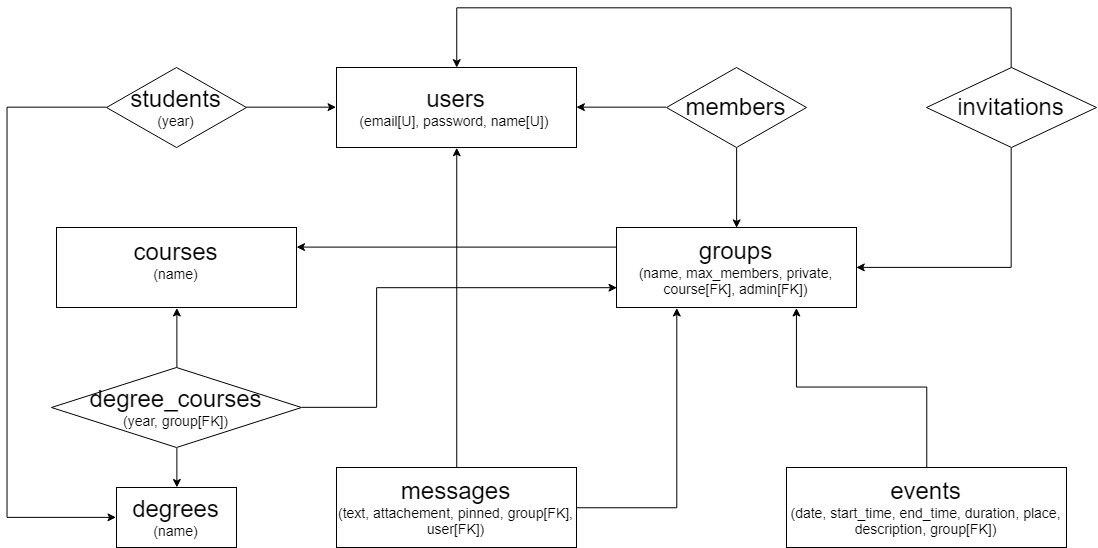 students
(year)
users
(email[U], password, name[U])
members
invitations
courses
(name)
groups
(name, max_members, private,
course[FK], admin[FK])
degree_courses
(year, group[FK])
degrees
(name)
messages
(text, attachement, pinned, group[FK],
user[FK])
events
(date, start_time, end_time, duration, place,
description, group[FK])